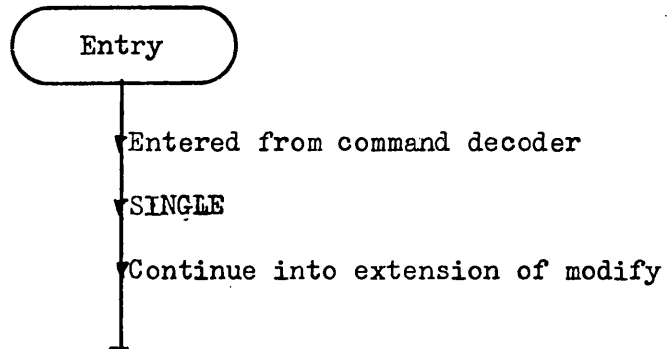 Entry
Entered from command decoder
SINGLE
Continue into extension of modify